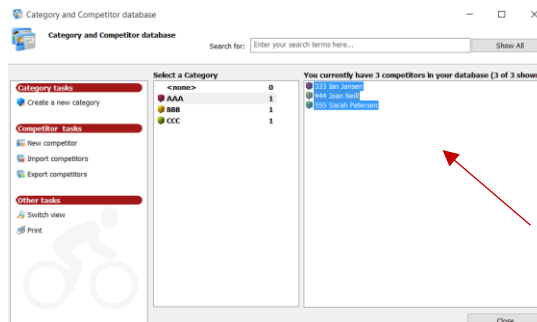 Category and Competitor database
Category and Competitor database
Search for: Enter your search terms here... Show All
Category tasks
Create a new category
Competitor tasks
New competitor
Import competitors
Export competitors
Other tasks
Switch view
Print
Select a Category
<none> 0
AAA 1
BBB 1
CCC 1
You currently have 3 competitors in your database (3 of 3 shown
333 Ian Jansen
444 Joan Neill
555 Sarah Petersen
Close